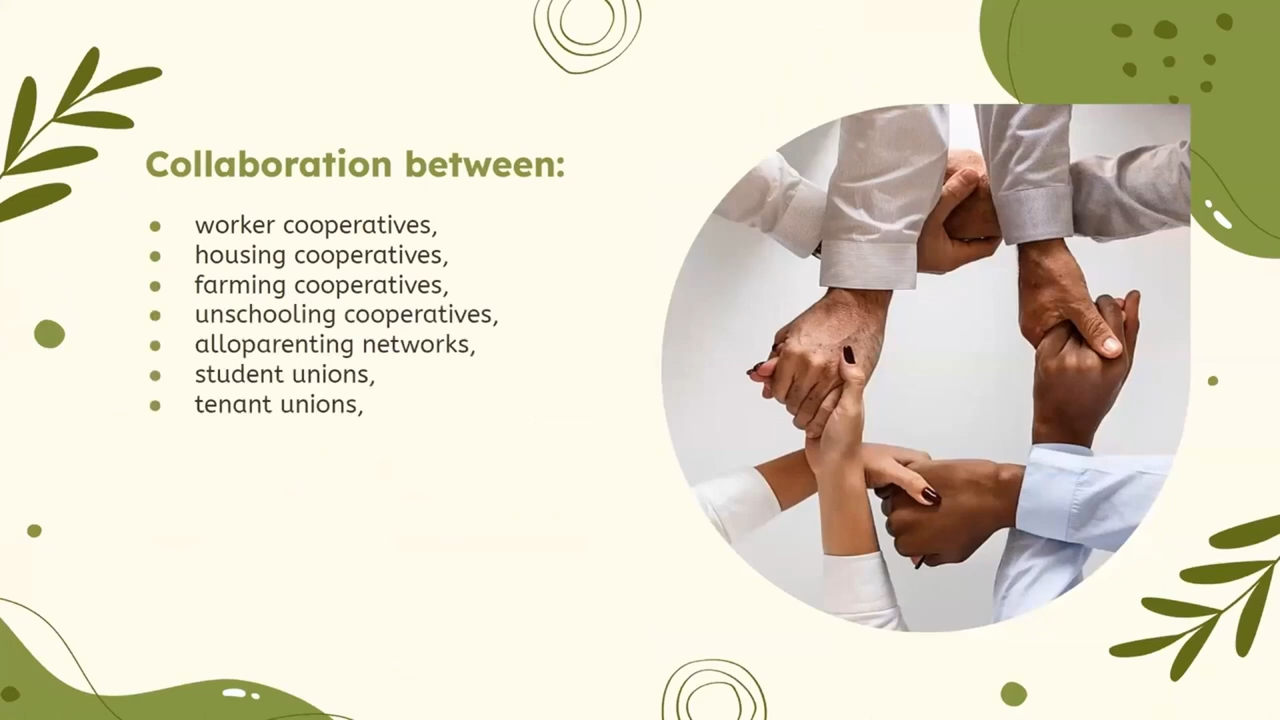 Collaboration between:
worker cooperatives,
housing cooperatives,
farming cooperatives,
unschooling cooperatives,
alloparenting networks,
student unions,
tenant unions,